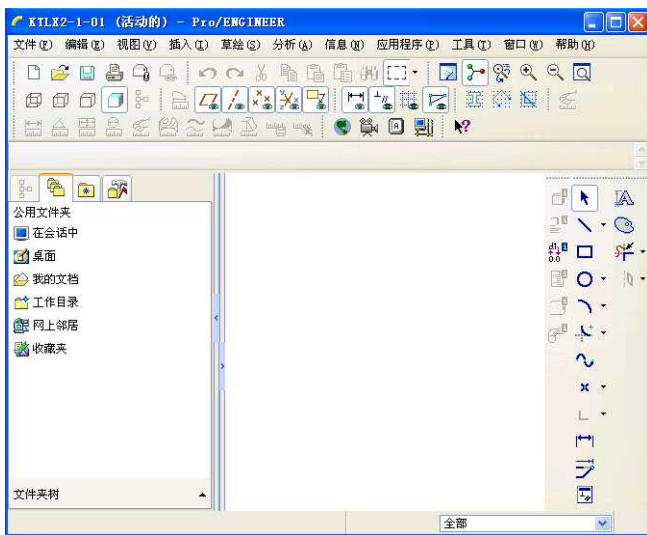 KTLX2-1-01 (活动的) - Pro/ENGINEER
文件(F) 编辑(E) 视图(V) 插入(I) 草绘(S) 分析(A) 信息(N) 应用程序(P) 工具(T) 窗口(W) 帮助(H)
公用文件夹
在会话中
桌面
我的文档
工作目录
网上邻居
收藏夹
文件夹树
全部